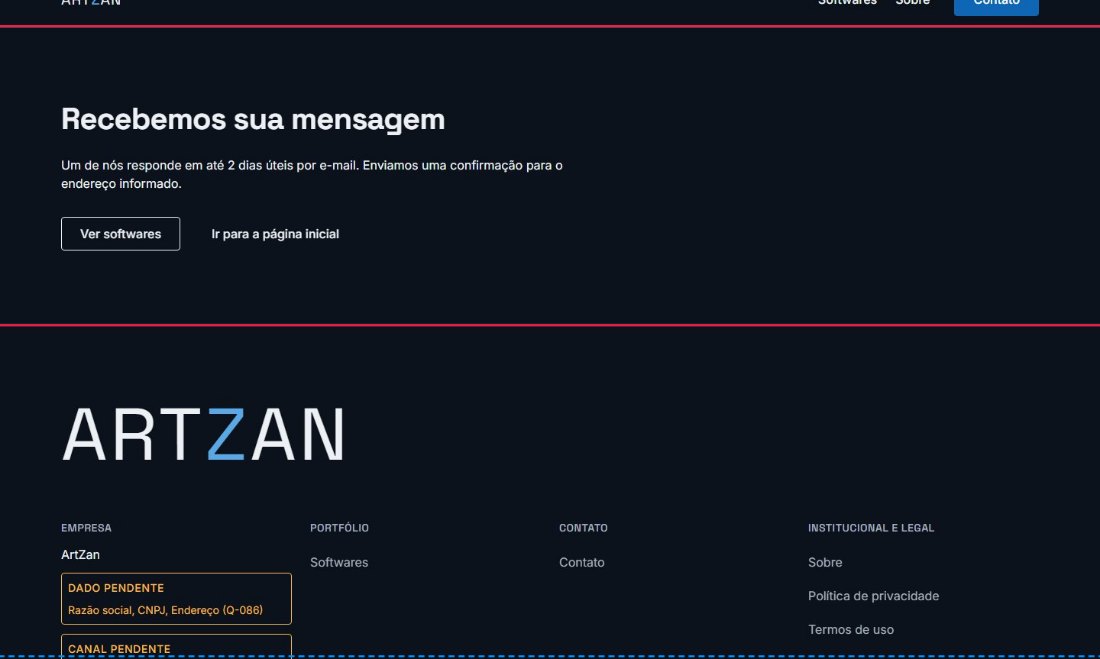 ARTZAN
Softwares Sobre Contato
Recebemos sua mensagem
Um de nós responde em até 2 dias úteis por e-mail. Enviamos uma confirmação para o
endereço informado.
Ver softwares Ir para a página inicial
ARTZAN
EMPRESA PORTFÓLIO CONTATO INSTITUCIONAL E LEGAL
ArtZan
Softwares Contato Sobre
DADO PENDENTE
Política de privacidade
Razão social, CNPJ, Endereço (Q-086)
Termos de uso
CANAL PENDENTE